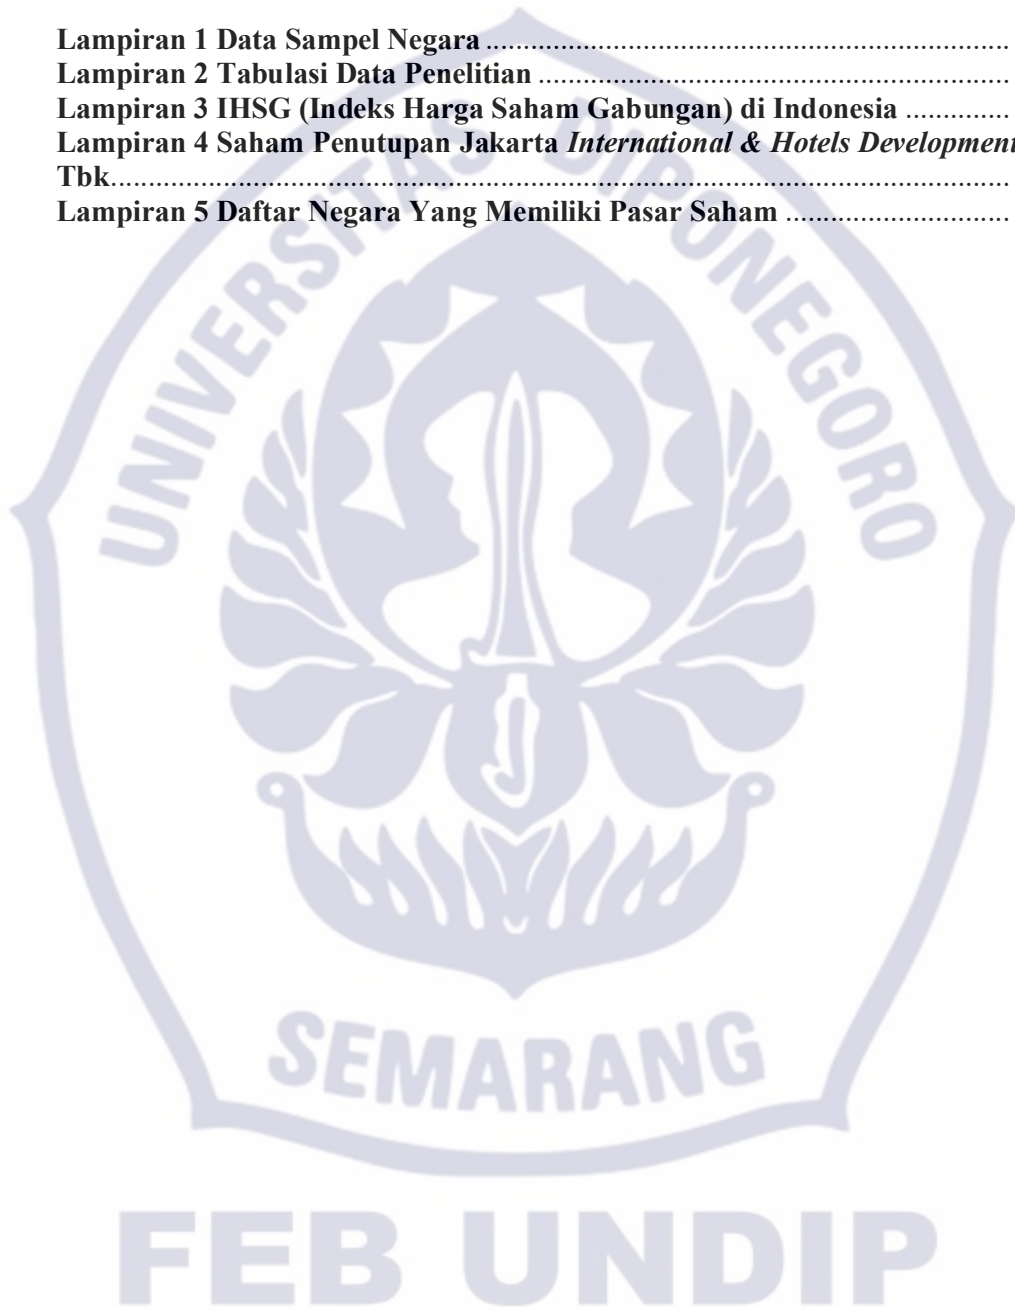 Lampiran 1 Data Sampel Negara ......................................................................
Lampiran 2 Tabulasi Data Penelitian ...............................................................
Lampiran 3 IHSG (Indeks Harga Saham Gabungan) di Indonesia ..............
Lampiran 4 Saham Penutupan Jakarta International & Hotels Development
Tbk........................................................................................................................
Lampiran 5 Daftar Negara Yang Memiliki Pasar Saham ..............................
UNIVERSITAS DIPONEGORO
SEMARANG
FEB UNDIP